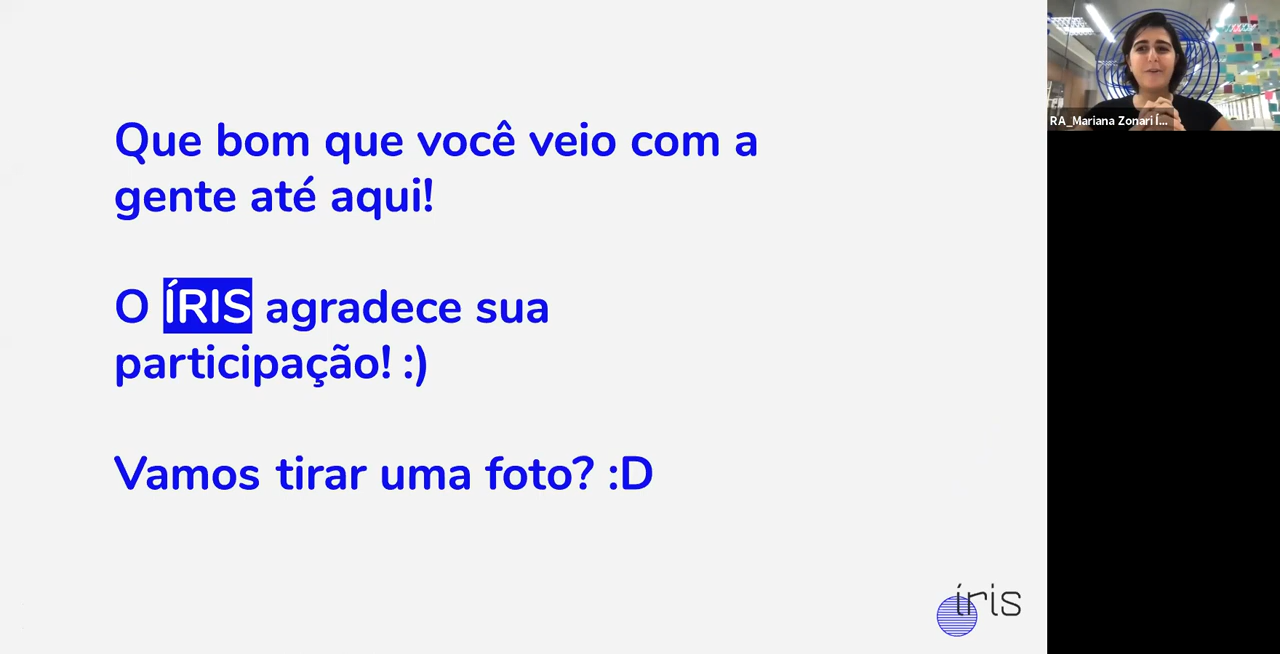 Que bom que você veio com a
gente até aqui!
O ÍRIS agradece sua
participação! :)
Vamos tirar uma foto? :D
íris
RA_Mariana Zonari Í...